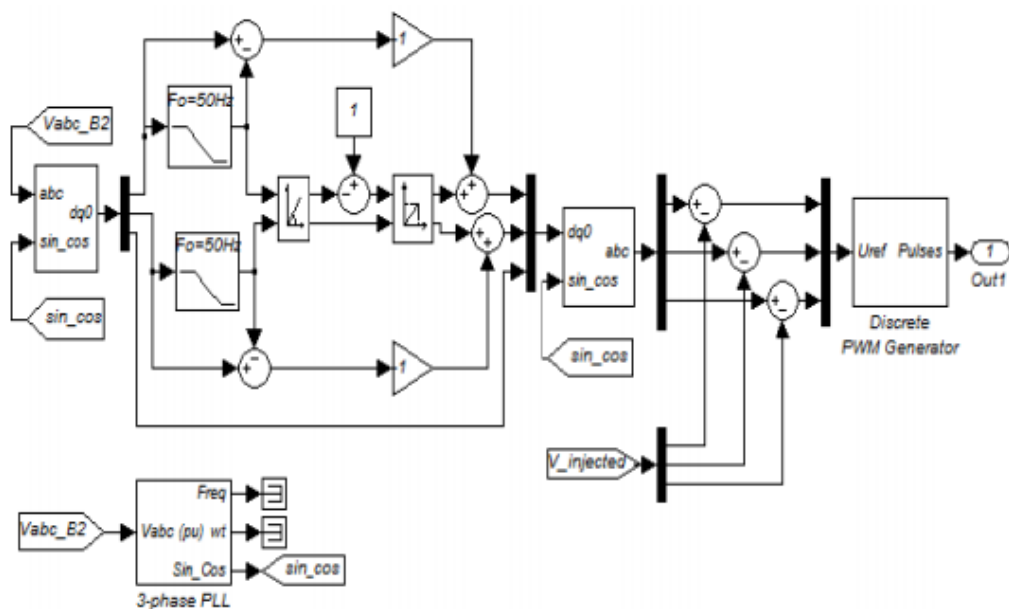 1
Fo=50Hz
1
Vabc_B2
abc
dq0
sin_cos
Fo=50Hz
sin_cos
1
dq0
abc
sin_cos
sin_cos
Uref Pulses
1
Out1
Discrete
PWM Generator
V_injected
Vabc_B2
Freq
Vabc (pu) wt
Sin_Cos
sin_cos
3-phase PLL